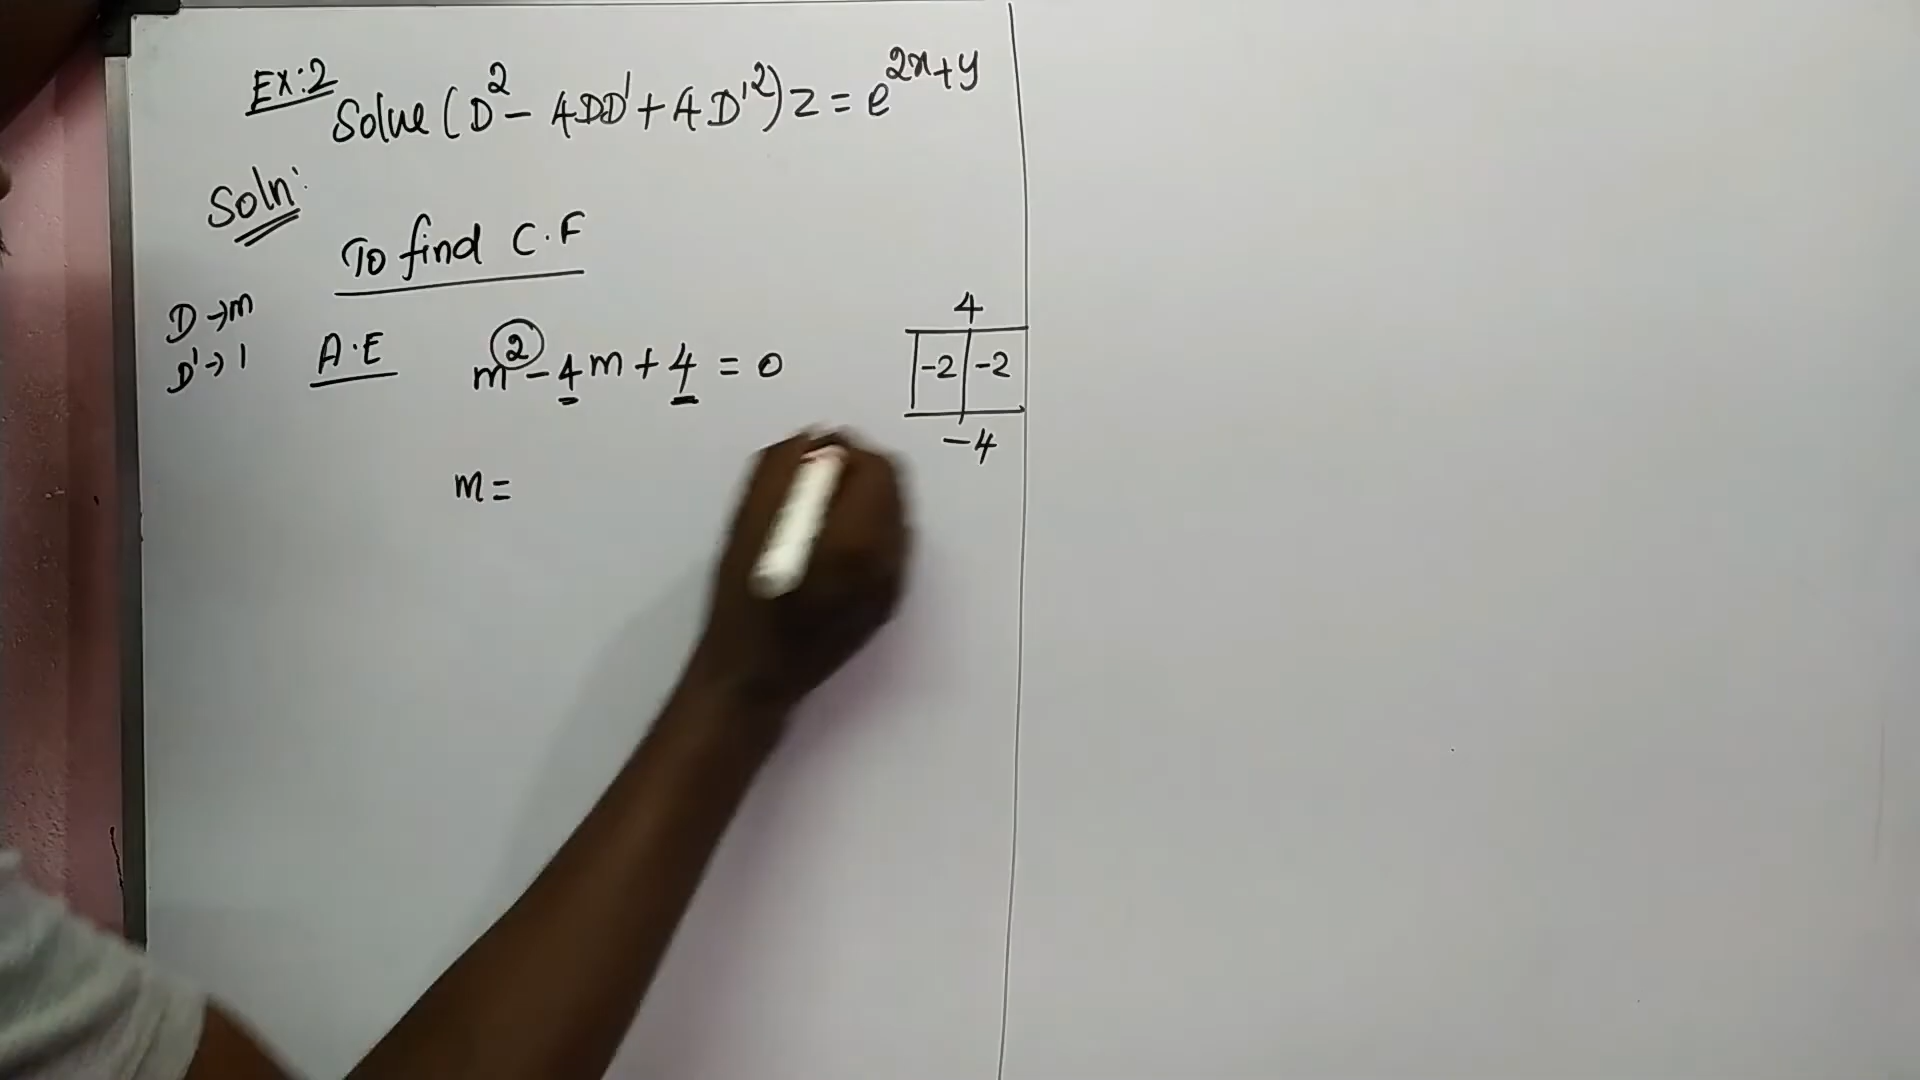 Ex:2
Solve (D² - 4DD' + 4D'²) z = e^{2x+y}
Soln:
To find C.F
D → m
D' → 1
A.E
m² - 4m + 4 = 0
4
-2 -2
-4
m =